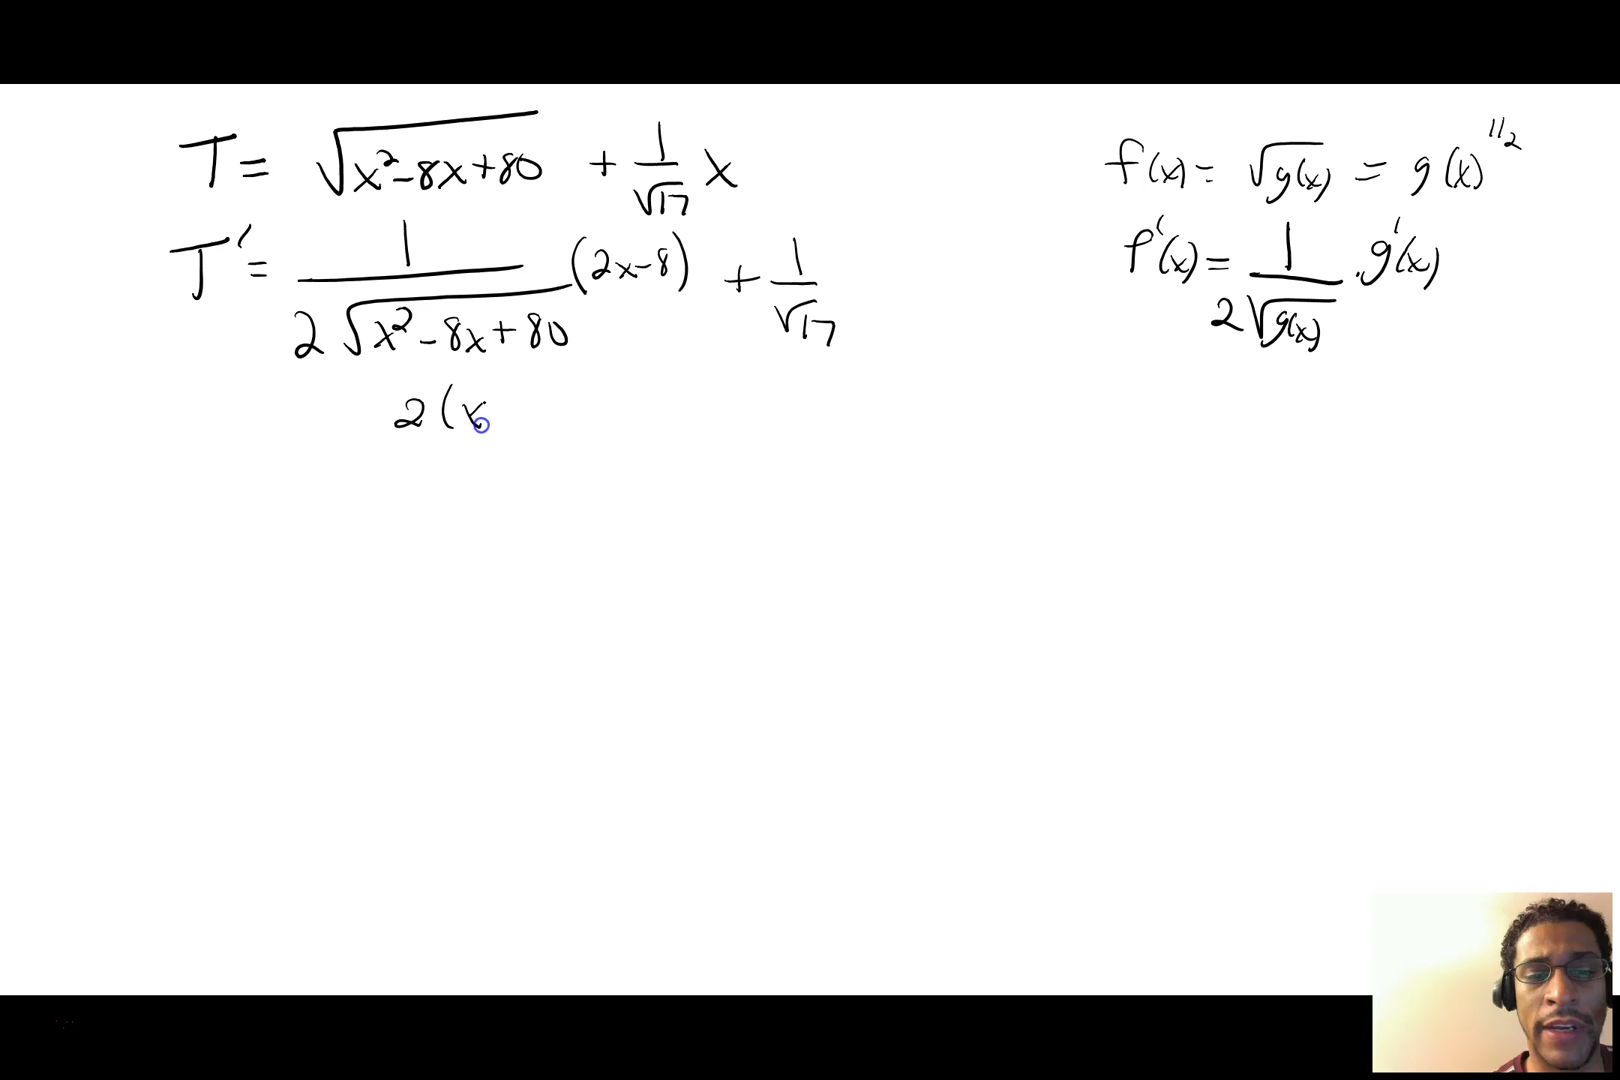 T = √(x²-8x+80) + 1/√17 x
T' = 1/(2√(x²-8x+80)) (2x-8) + 1/√17
2(x
f(x) = √g(x) = g(x)^1/2
f'(x) = 1/(2√g(x)) · g'(x)